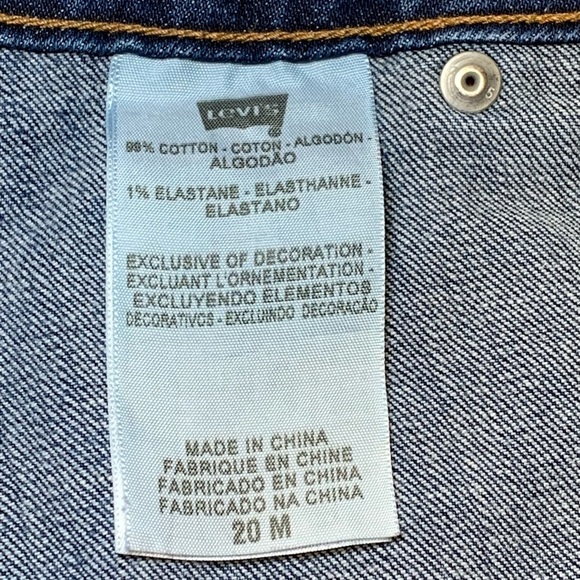 Levi's
99% COTTON - COTON - ALGODÓN -
ALGODÃO
1% ELASTANE - ELASTHANNE -
ELASTANO
EXCLUSIVE OF DECORATION -
EXCLUANT L'ORNEMENTATION -
EXCLUYENDO ELEMENTOS
DECORATIVOS - EXCLUINDO DECORAÇÃO
MADE IN CHINA
FABRIQUE EN CHINE
FABRICADO EN CHINA
FABRICADO NA CHINA
20 M